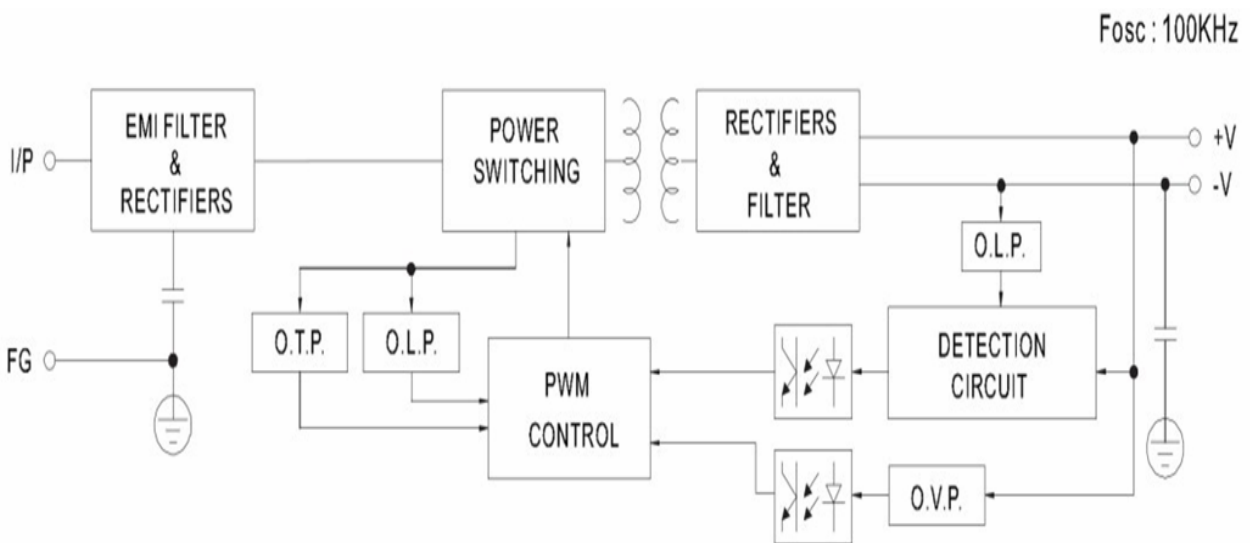 Fosc : 100KHz
EMI FILTER
&
RECTIFIERS
POWER
SWITCHING
RECTIFIERS
&
FILTER
I/P
+V
-V
O.L.P.
FG
O.T.P.
O.L.P.
PWM
CONTROL
DETECTION
CIRCUIT
O.V.P.